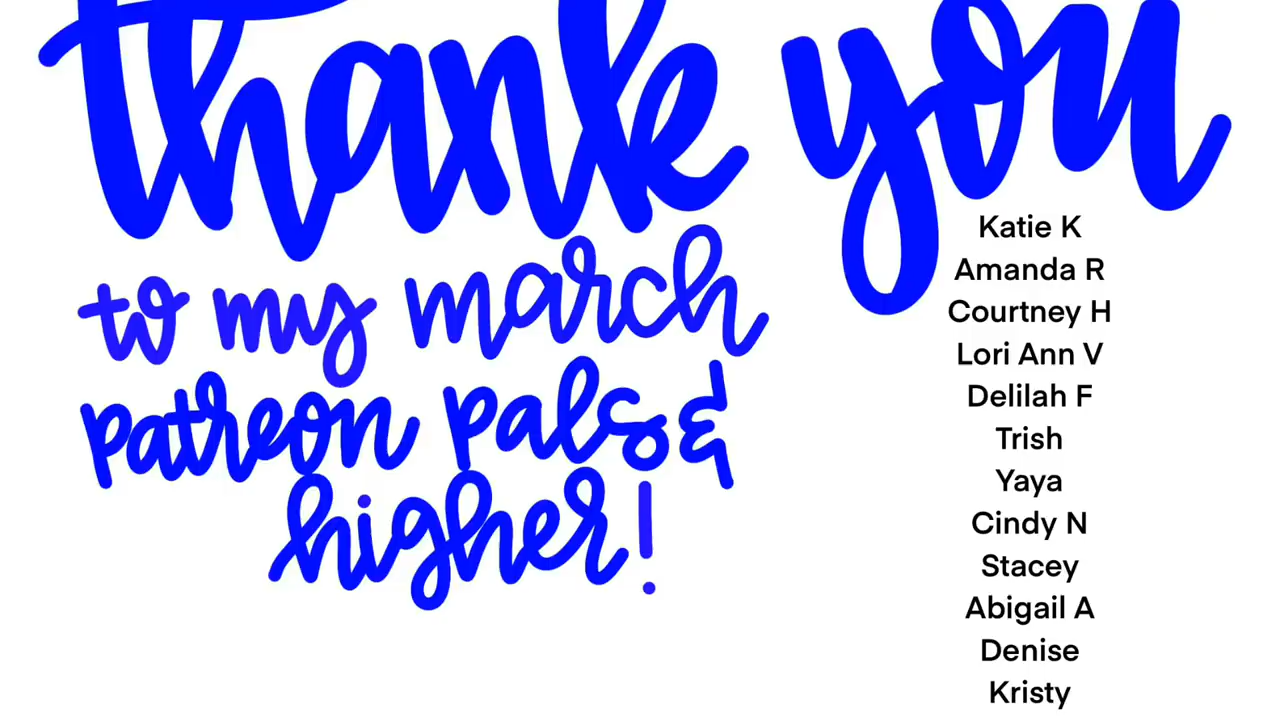 thank you
to my march
patreon pals &
higher!
Katie K
Amanda R
Courtney H
Lori Ann V
Delilah F
Trish
Yaya
Cindy N
Stacey
Abigail A
Denise
Kristy